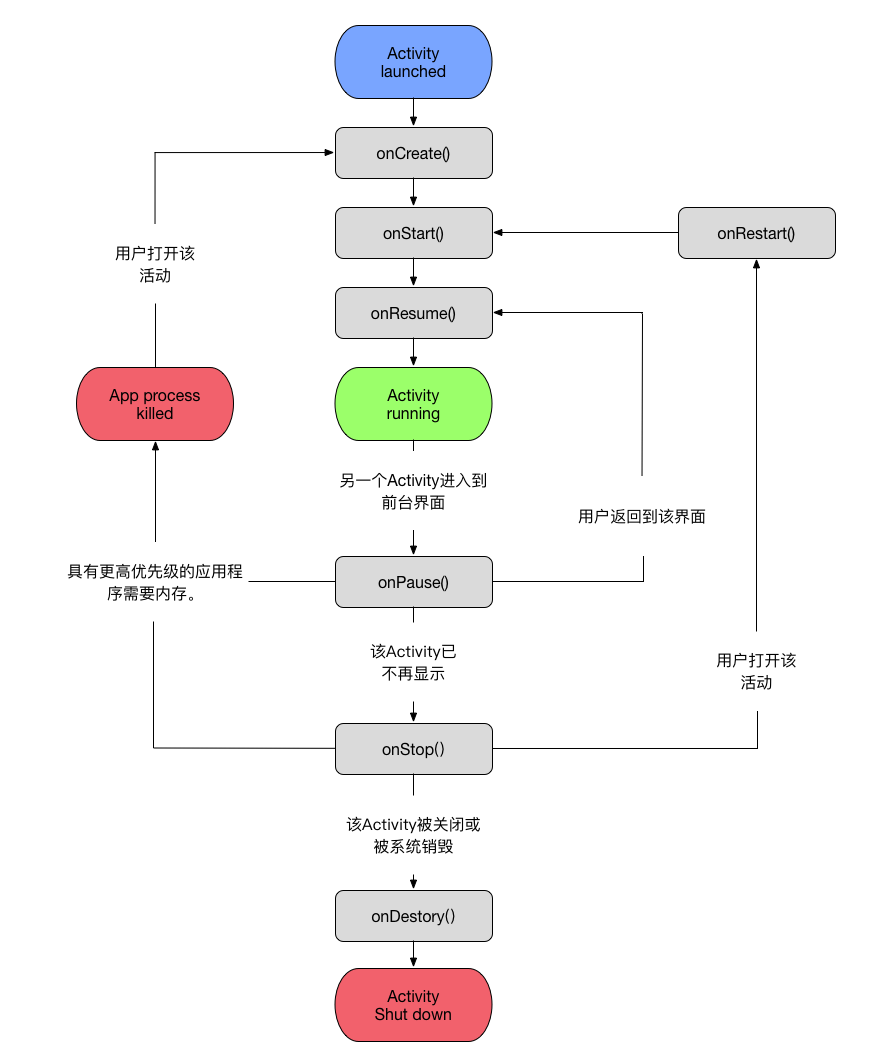 Activity
launched
onCreate()
onStart()
onRestart()
用户打开该
活动
onResume()
App process
killed
Activity
running
另一个Activity进入到
前台界面
用户返回到该界面
具有更高优先级的应用程
序需要内存。
onPause()
该Activity已
不再显示
用户打开该
活动
onStop()
该Activity被关闭或
被系统销毁
onDestory()
Activity
Shut down